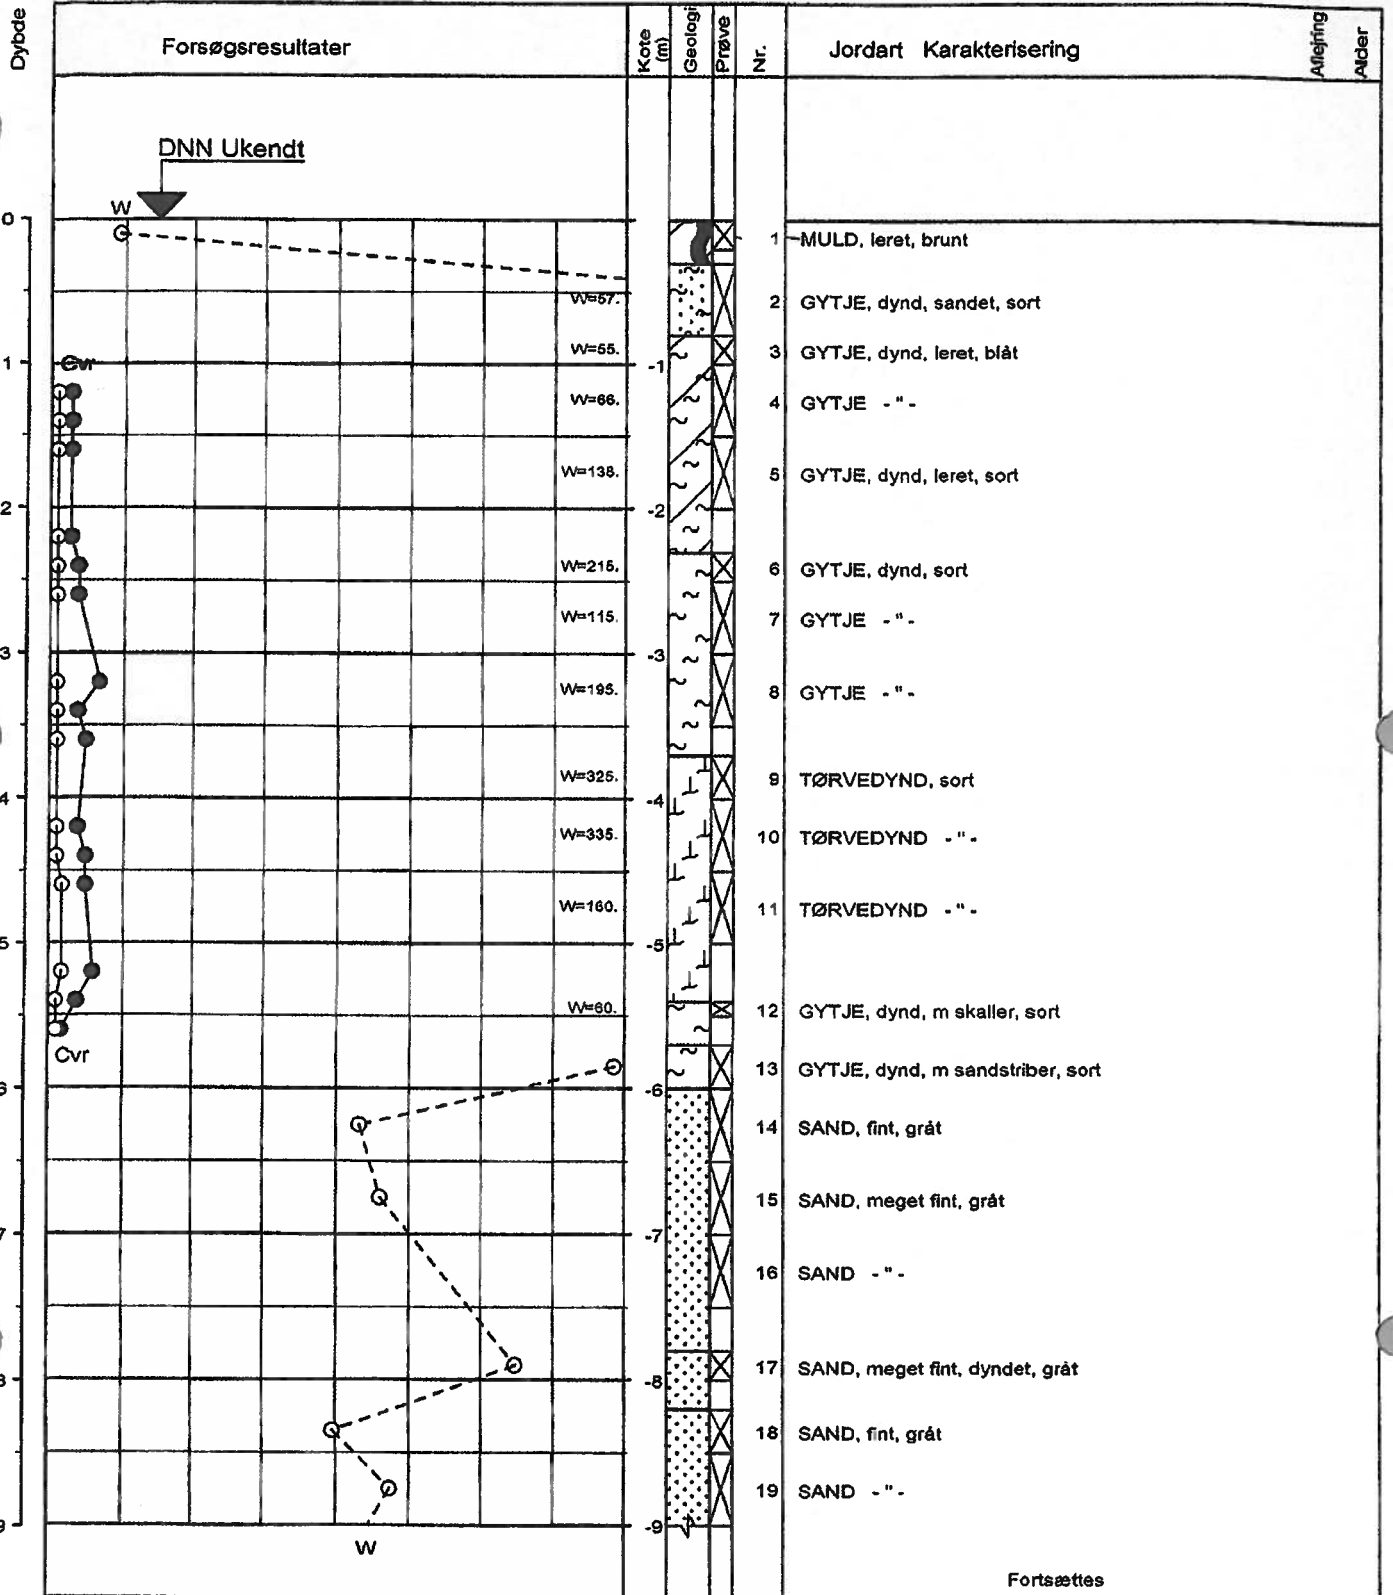 Dybde
Forsøgsresultater
Kote (m)
Geologi
Prøve
Nr.
Jordart Karakterisering
Aflejring
Alder
DNN Ukendt
W
0
1 MULD, leret, brunt
W=57. 2 GYTJE, dynd, sandet, sort
W=55. 3 GYTJE, dynd, leret, blåt
1 Cvr -1
W=66. 4 GYTJE - " -
W=138. 5 GYTJE, dynd, leret, sort
2 -2
W=215. 6 GYTJE, dynd, sort
W=115. 7 GYTJE - " -
3 -3
W=195. 8 GYTJE - " -
W=325. 9 TØRVEDYND, sort
4 -4
W=335. 10 TØRVEDYND - " -
W=160. 11 TØRVEDYND - " -
5 -5
W=60. 12 GYTJE, dynd, m skaller, sort
Cvr
13 GYTJE, dynd, m sandstriber, sort
6 -6
14 SAND, fint, gråt
15 SAND, meget fint, gråt
7 -7
16 SAND - " -
17 SAND, meget fint, dyndet, gråt
8 -8
18 SAND, fint, gråt
19 SAND - " -
9 -9
W
Fortsættes